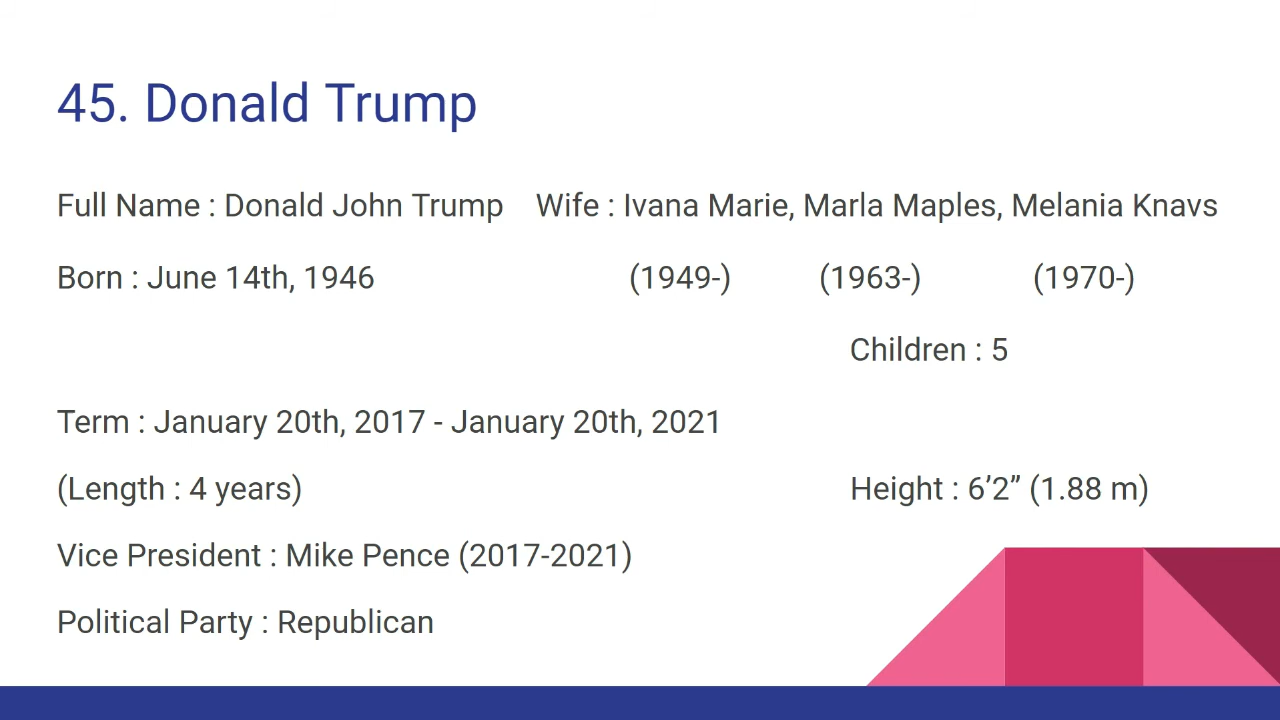 45. Donald Trump
Full Name : Donald John Trump Wife : Ivana Marie, Marla Maples, Melania Knavs
Born : June 14th, 1946 (1949-) (1963-) (1970-)
Children : 5
Term : January 20th, 2017 - January 20th, 2021
(Length : 4 years) Height : 6’2” (1.88 m)
Vice President : Mike Pence (2017-2021)
Political Party : Republican